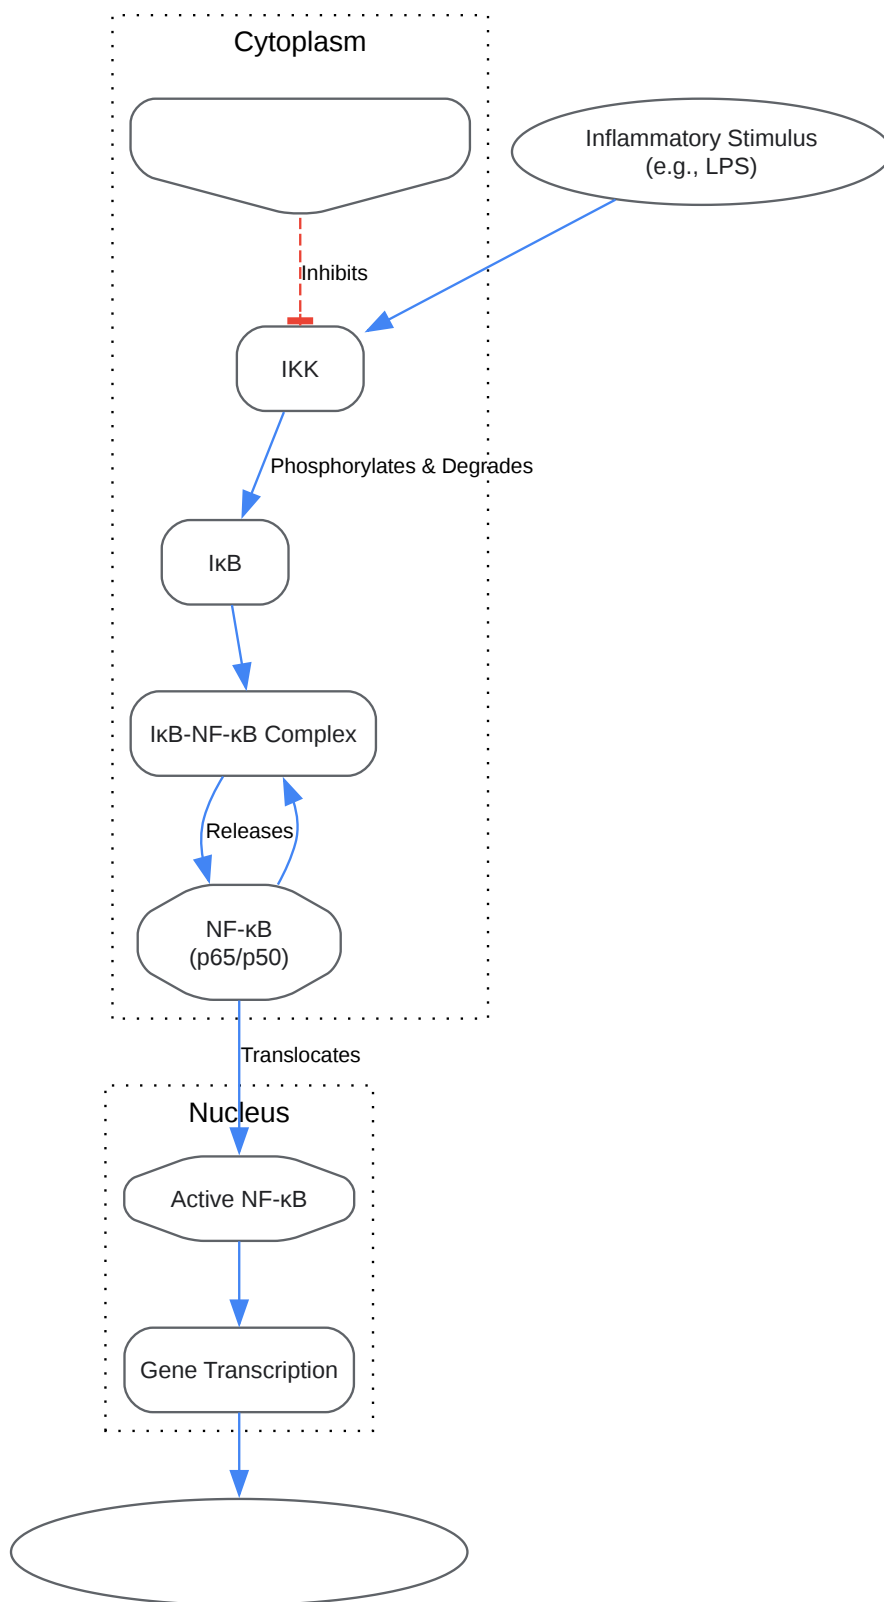 Cytoplasm
Inflammatory Stimulus
(e.g., LPS)
Inhibits
IKK
Phosphorylates & Degrades
IκB
IκB-NF-κB Complex
Releases
NF-κB
(p65/p50)
Translocates
Nucleus
Active NF-κB
Gene Transcription